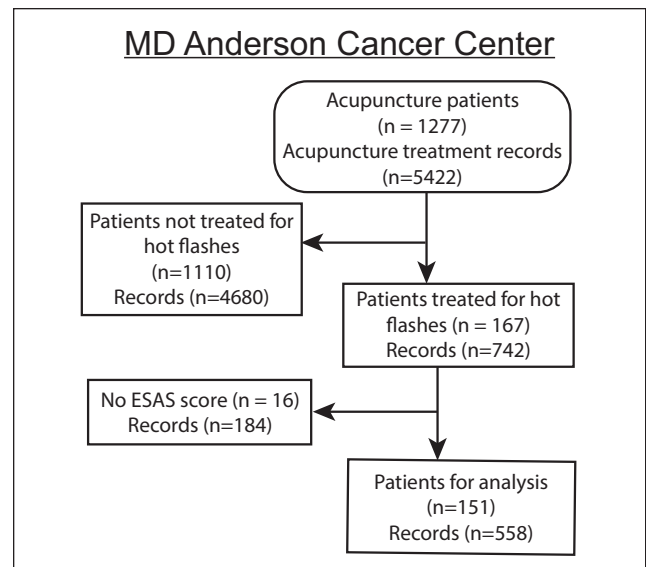 MD Anderson Cancer Center
Acupuncture patients
(n = 1277)
Acupuncture treatment records
(n=5422)
Patients not treated for
hot flashes
(n=1110)
Records (n=4680)
Patients treated for hot
flashes (n = 167)
Records (n=742)
No ESAS score (n = 16)
Records (n=184)
Patients for analysis
(n=151)
Records (n=558)